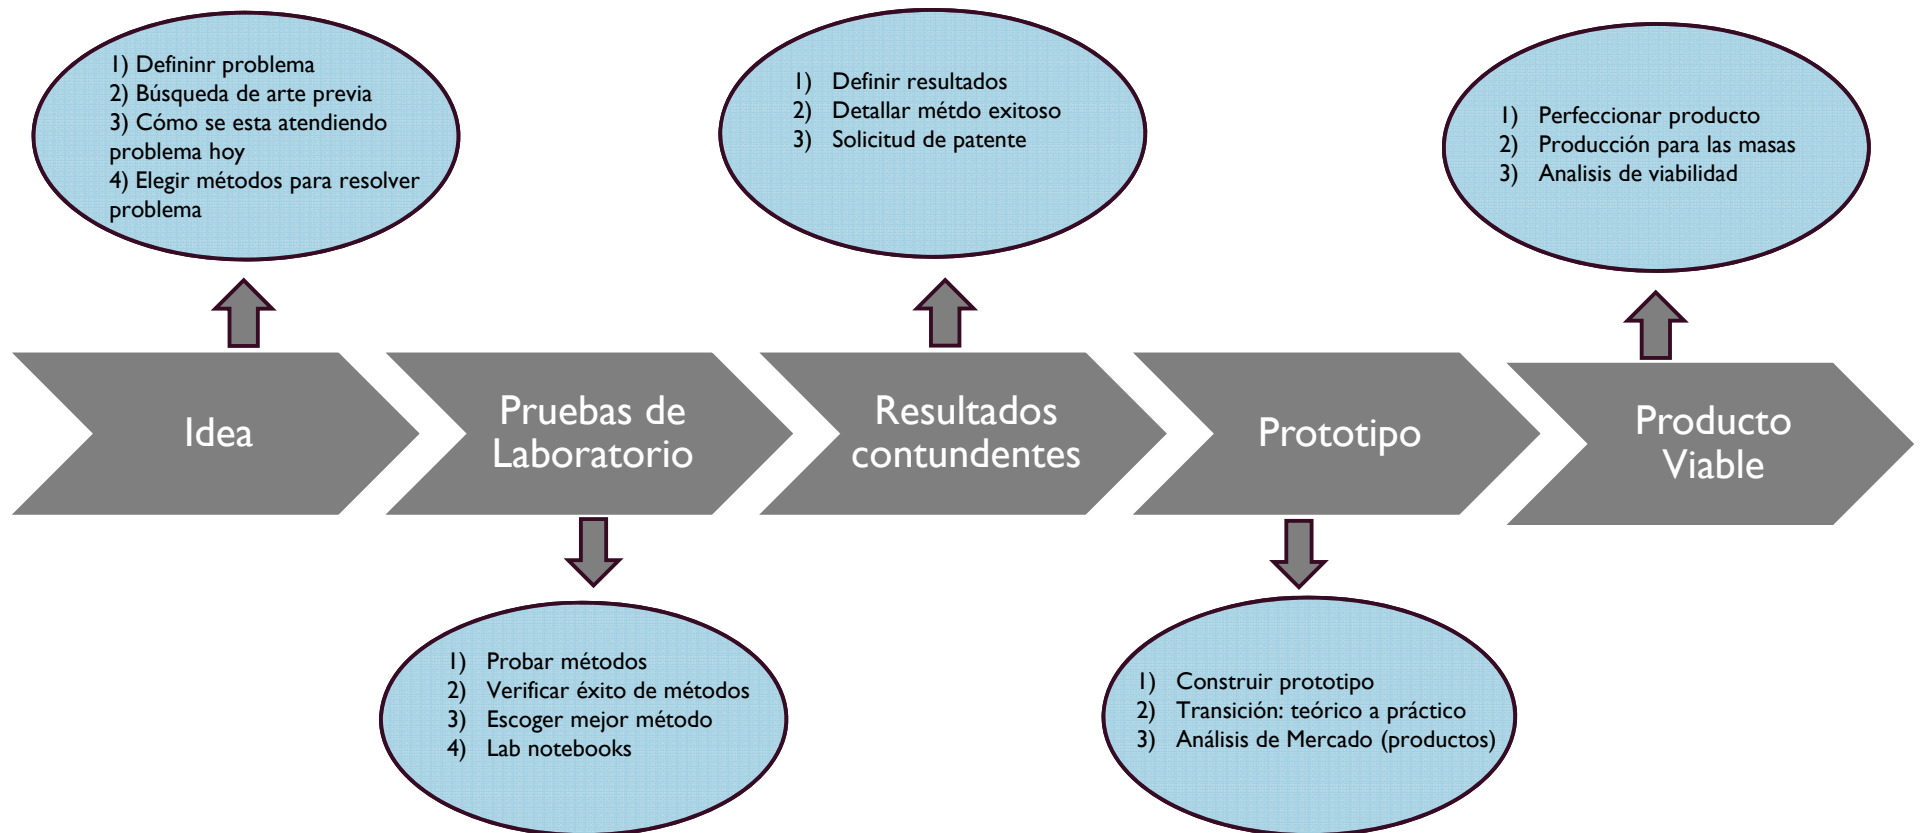 1) Defininr problema
2) Búsqueda de arte previa
3) Cómo se esta atendiendo
problema hoy
4) Elegir métodos para resolver
problema
1) Definir resultados
2) Detallar métdo exitoso
3) Solicitud de patente
1) Perfeccionar producto
2) Producción para las masas
3) Analisis de viabilidad
Idea
Pruebas de
Laboratorio
Resultados
contundentes
Prototipo
Producto
Viable
1) Probar métodos
2) Verificar éxito de métodos
3) Escoger mejor método
4) Lab notebooks
1) Construir prototipo
2) Transición: teórico a práctico
3) Análisis de Mercado (productos)